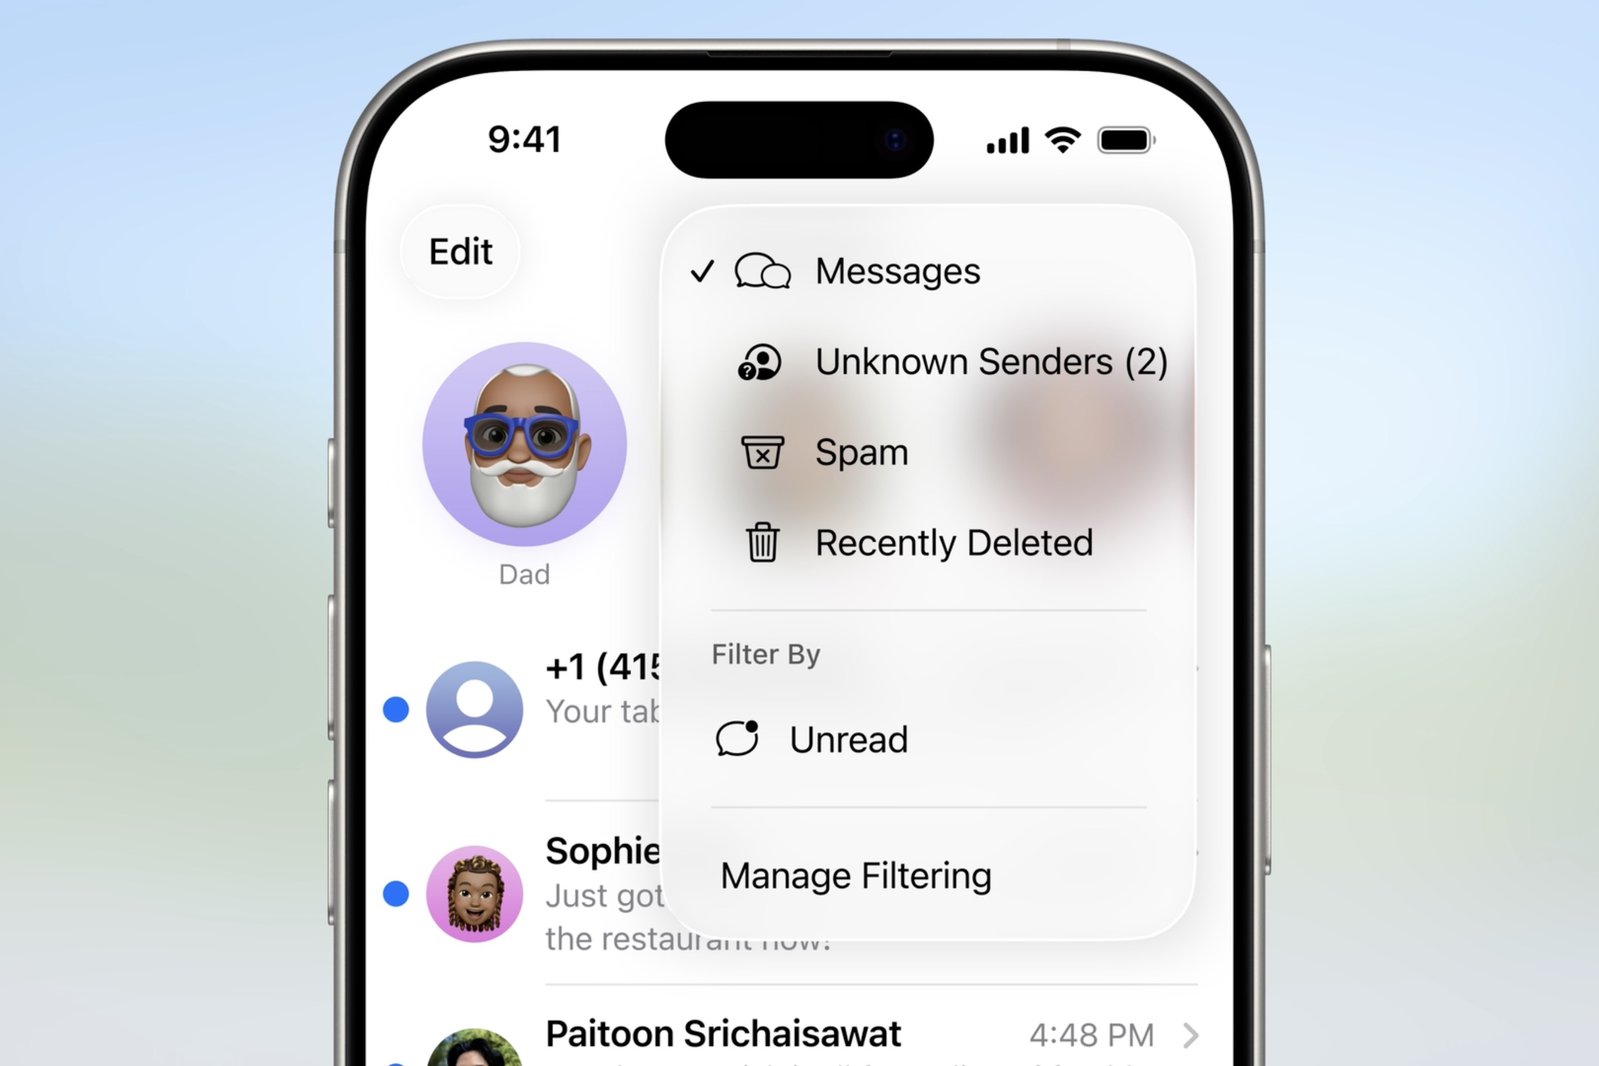 9:41
Edit
Messages
Unknown Senders (2)
Spam
Recently Deleted
Filter By
Unread
Manage Filtering
Dad
+1 (415
Your tab
Sophie
Just got
the restaurant now!
Paitoon Srichaisawat 4:48 PM